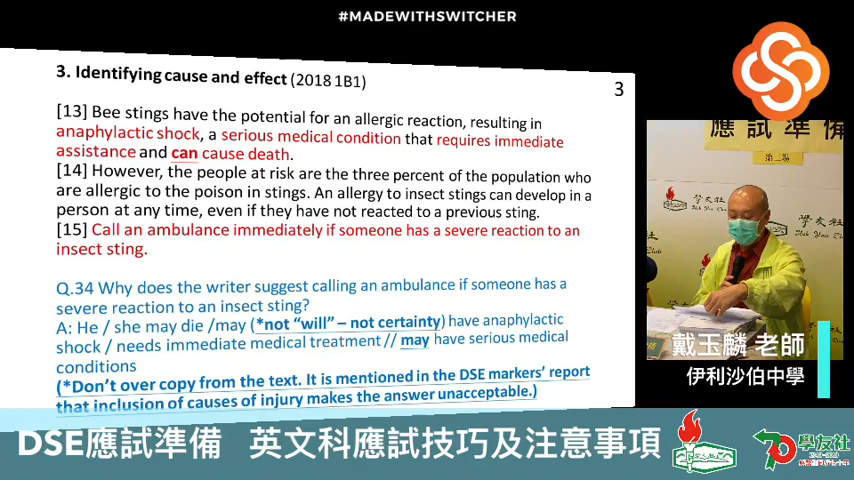 #MADEWITHSWITCHER
3. Identifying cause and effect (2018 1B1)
3
[13] Bee stings have the potential for an allergic reaction, resulting in
anaphylactic shock, a serious medical condition that requires immediate
assistance and can cause death.
[14] However, the people at risk are the three percent of the population who
are allergic to the poison in stings. An allergy to insect stings can develop in a
person at any time, even if they have not reacted to a previous sting.
[15] Call an ambulance immediately if someone has a severe reaction to an
insect sting.
Q.34 Why does the writer suggest calling an ambulance if someone has a
severe reaction to an insect sting?
A: He / she may die /may (*not “will” – not certainty) have anaphylactic
shock / needs immediate medical treatment// may have serious medical
conditions
(*Don’t over copy from the text. It is mentioned in the DSE markers’ report
that inclusion of causes of injury makes the answer unacceptable.)
應試準備
第二場
學友社
學友社
戴玉麟 老師
伊利沙伯中學
DSE應試準備 英文科應試技巧及注意事項
學友社